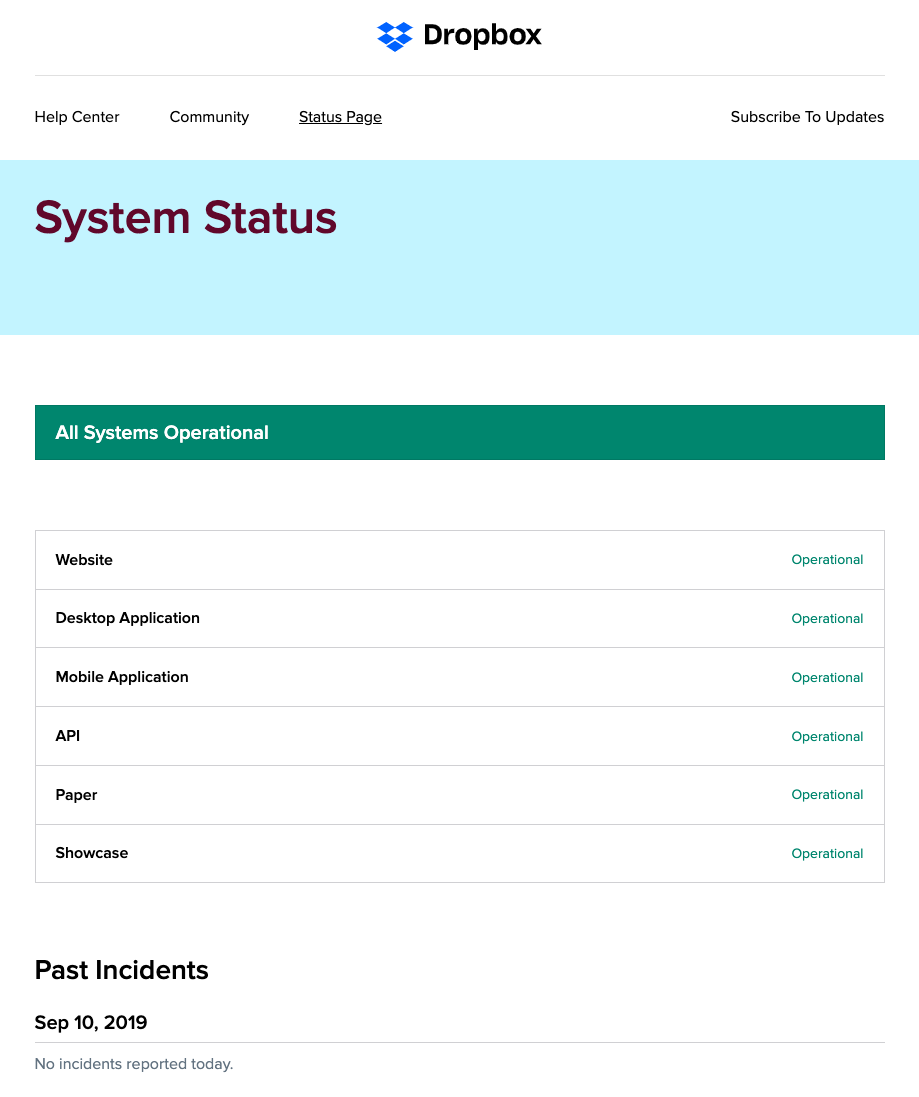 Dropbox
Help Center Community Status Page Subscribe To Updates
System Status
All Systems Operational
Website Operational
Desktop Application Operational
Mobile Application Operational
API Operational
Paper Operational
Showcase Operational
Past Incidents
Sep 10, 2019
No incidents reported today.